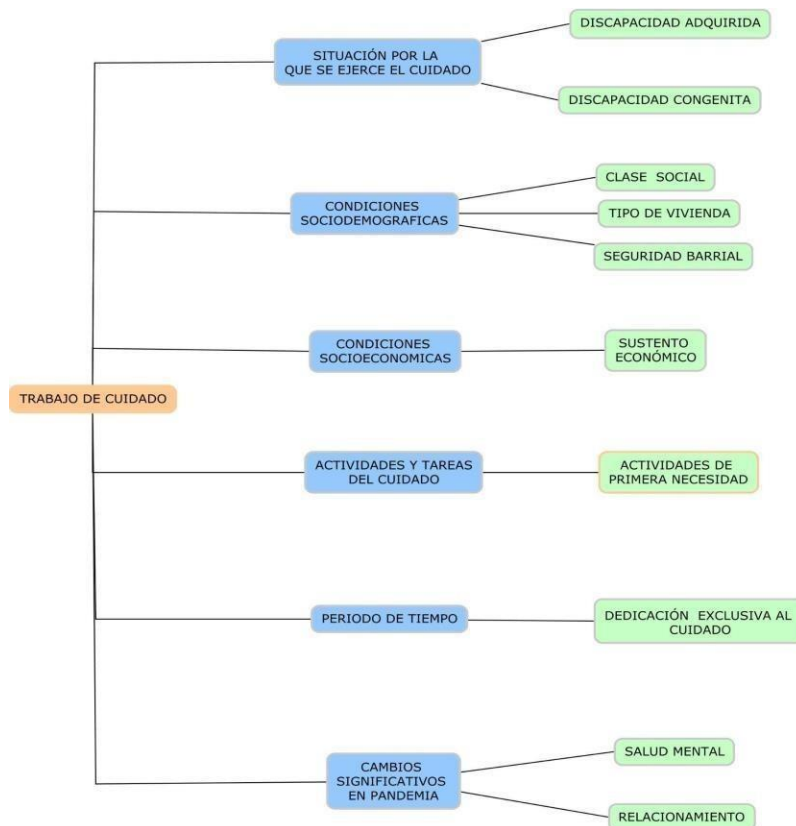 DISCAPACIDAD ADQUIRIDA
SITUACIÓN POR LA
QUE SE EJERCE EL CUIDADO
DISCAPACIDAD CONGENITA
CLASE SOCIAL
CONDICIONES
SOCIODEMOGRAFICAS
TIPO DE VIVIENDA
SEGURIDAD BARRIAL
CONDICIONES
SOCIOECONOMICAS
SUSTENTO
ECONÓMICO
TRABAJO DE CUIDADO
ACTIVIDADES Y TAREAS
DEL CUIDADO
ACTIVIDADES DE
PRIMERA NECESIDAD
PERIODO DE TIEMPO
DEDICACIÓN EXCLUSIVA AL
CUIDADO
CAMBIOS
SIGNIFICATIVOS
EN PANDEMIA
SALUD MENTAL
RELACIONAMIENTO